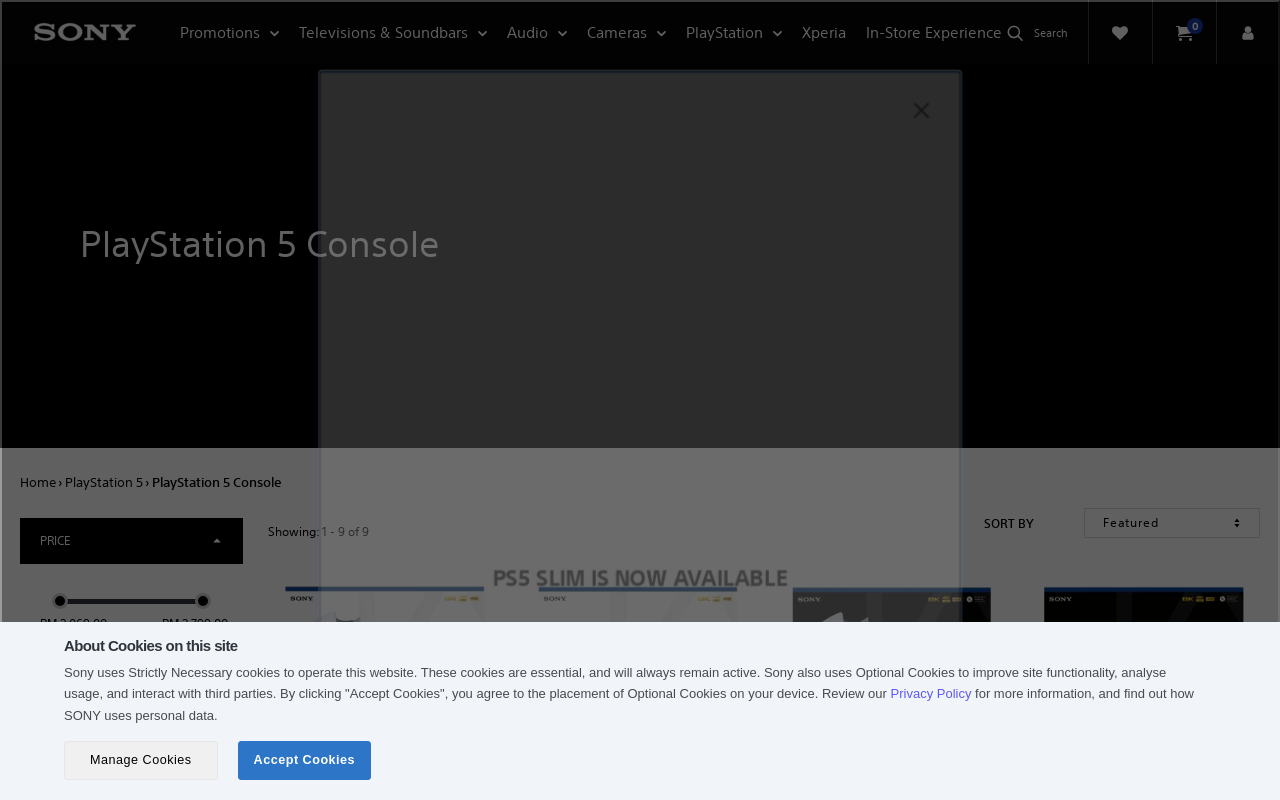 SONY
Promotions
Televisions & Soundbars
Audio
Cameras
PlayStation
Xperia
In-Store Experience
Search
0
PlayStation 5 Console
Home › PlayStation 5 › PlayStation 5 Console
PRICE
Showing: 1 - 9 of 9
SORT BY
Featured
PS5 SLIM IS NOW AVAILABLE
SONY
SONY
SONY
SONY
About Cookies on this site
Sony uses Strictly Necessary cookies to operate this website. These cookies are essential, and will always remain active. Sony also uses Optional Cookies to improve site functionality, analyse
usage, and interact with third parties. By clicking "Accept Cookies", you agree to the placement of Optional Cookies on your device. Review our Privacy Policy for more information, and find out how
SONY uses personal data.
Manage Cookies
Accept Cookies